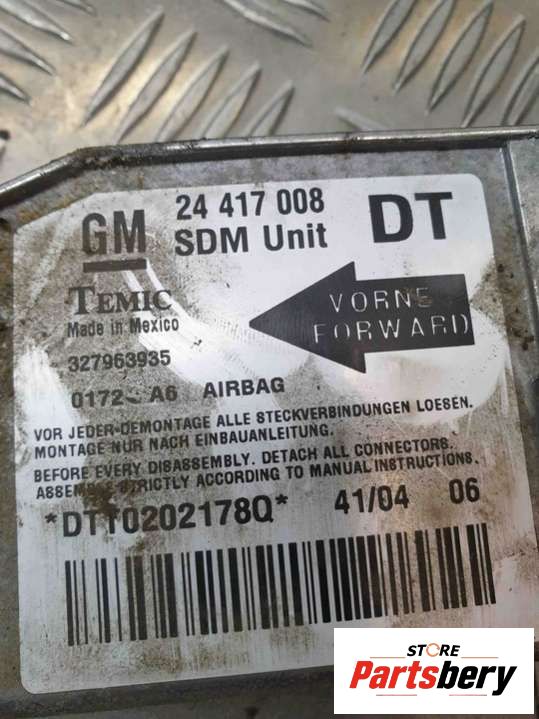 GM 24 417 008 DT
SDM Unit
TEMIC
Made in Mexico
VORNE
FORWARD
327963935
A6 AIRBAG
VOR JEDER-DEMONTAGE ALLE STECKVERBINDUNGEN LOESEN.
MONTAGE NUR NACH EINBAUANLEITUNG.
BEFORE EVERY DISASSEMBLY. DETACH ALL CONNECTORS.
STRICTLY ACCORDING TO MANUAL INSTRUCTIONS.
41/04 06
STORE
Partsbery